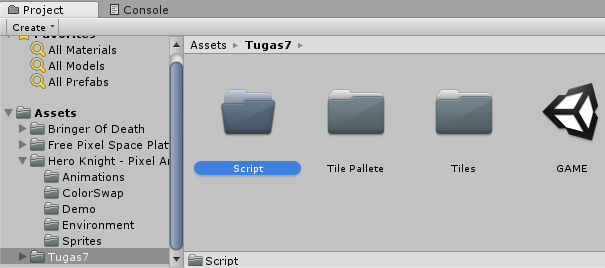 Project
Console
Create
Favorites
All Materials
All Models
All Prefabs
Assets
Bringer Of Death
Free Pixel Space Plat
Hero Knight - Pixel Ar
Animations
ColorSwap
Demo
Environment
Sprites
Tugas7
Assets ▸ Tugas7
Script
Tile Pallete
Tiles
GAME
Script